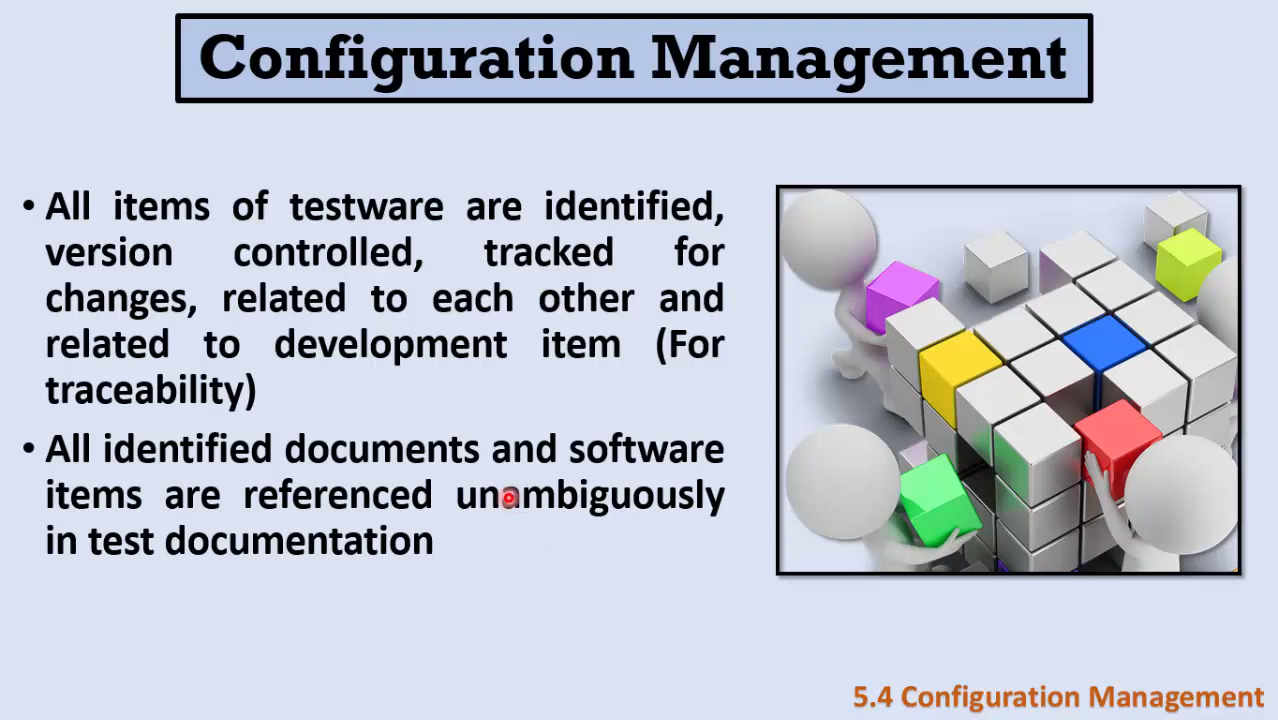 Configuration Management
• All items of testware are identified,
version controlled, tracked for
changes, related to each other and
related to development item (For
traceability)
• All identified documents and software
items are referenced unambiguously
in test documentation
5.4 Configuration Management